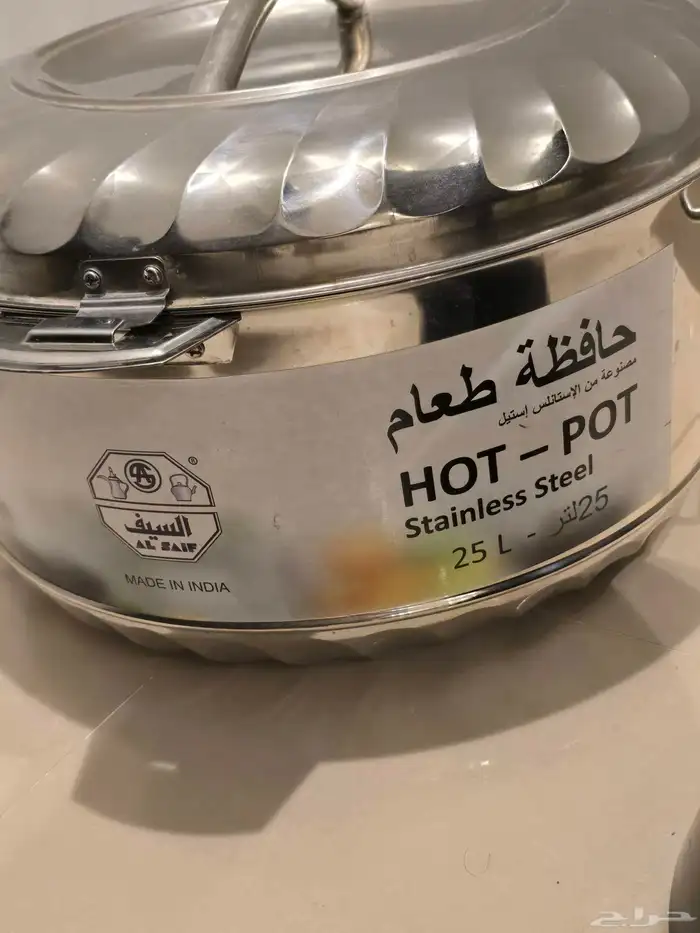 حافظة طعام
مصنوعة من الإستانلس إستيل
HOT – POT
Stainless Steel
25 L - 25لتر
®
السيف
AL SAIF
MADE IN INDIA
حراج